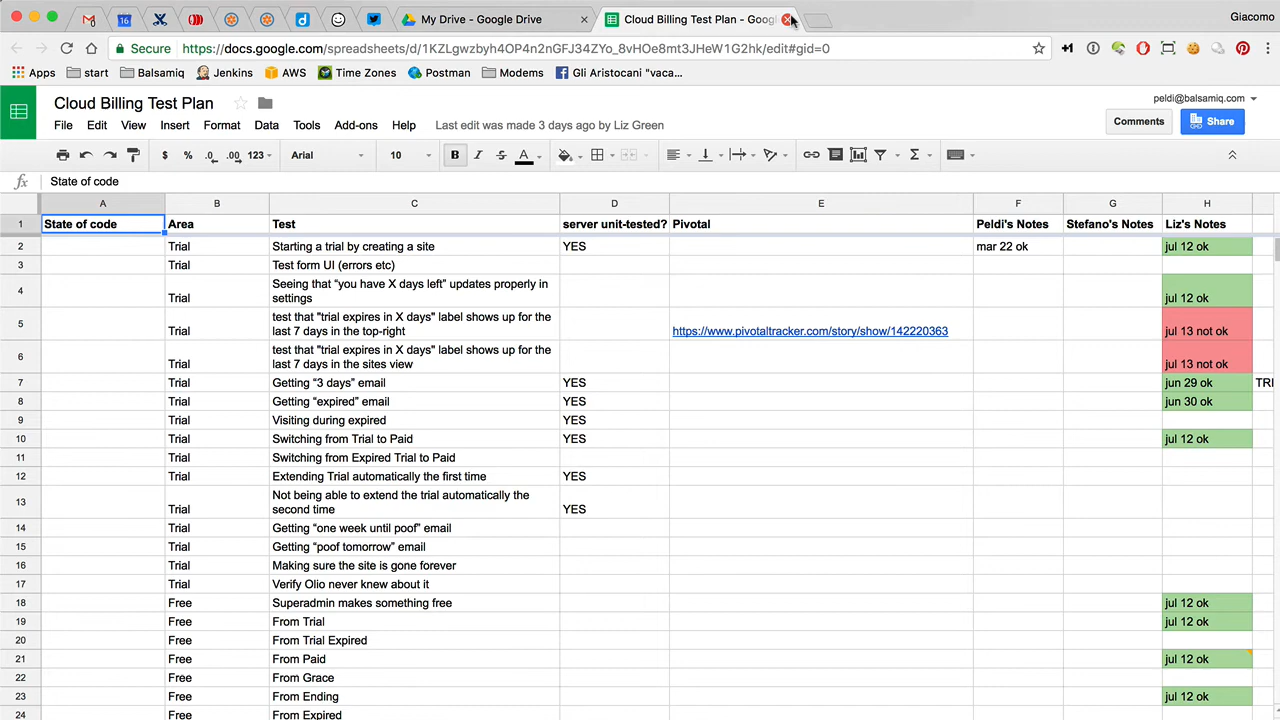 Giacomo
16
My Drive - Google Drive
Cloud Billing Test Plan - Goog
Secure
https://docs.google.com/spreadsheets/d/1KZLgwzbyh4OP4n2nGFJ34ZYo_8vHOe8mt3JHeW1G2hk/edit#gid=0
+1
Apps start Balsamiq Jenkins AWS Time Zones Postman Modems Gli Aristocani "vaca...
Cloud Billing Test Plan
peldi@balsamiq.com
File Edit View Insert Format Data Tools Add-ons Help Last edit was made 3 days ago by Liz Green
Comments
Share
$ % .0 .00 123 Arial 10 B I S A
fx State of code
A B C D E F G H
1 State of code Area Test server unit-tested? Pivotal Peldi's Notes Stefano's Notes Liz's Notes
2 Trial Starting a trial by creating a site YES mar 22 ok jul 12 ok
3 Trial Test form UI (errors etc)
Seeing that "you have X days left" updates properly in
4 Trial settings jul 12 ok
test that "trial expires in X days" label shows up for the
5 Trial last 7 days in the top-right https://www.pivotaltracker.com/story/show/142220363 jul 13 not ok
test that "trial expires in X days" label shows up for the
6 Trial last 7 days in the sites view jul 13 not ok
7 Trial Getting "3 days" email YES jun 29 ok TRI
8 Trial Getting "expired" email YES jun 30 ok
9 Trial Visiting during expired YES
10 Trial Switching from Trial to Paid YES jul 12 ok
11 Trial Switching from Expired Trial to Paid
12 Trial Extending Trial automatically the first time YES
Not being able to extend the trial automatically the
13 Trial second time YES
14 Trial Getting "one week until poof" email
15 Trial Getting "poof tomorrow" email
16 Trial Making sure the site is gone forever
17 Trial Verify Olio never knew about it
18 Free Superadmin makes something free jul 12 ok
19 Free From Trial jul 12 ok
20 Free From Trial Expired
21 Free From Paid jul 12 ok
22 Free From Grace
23 Free From Ending jul 12 ok
24 Free From Expired